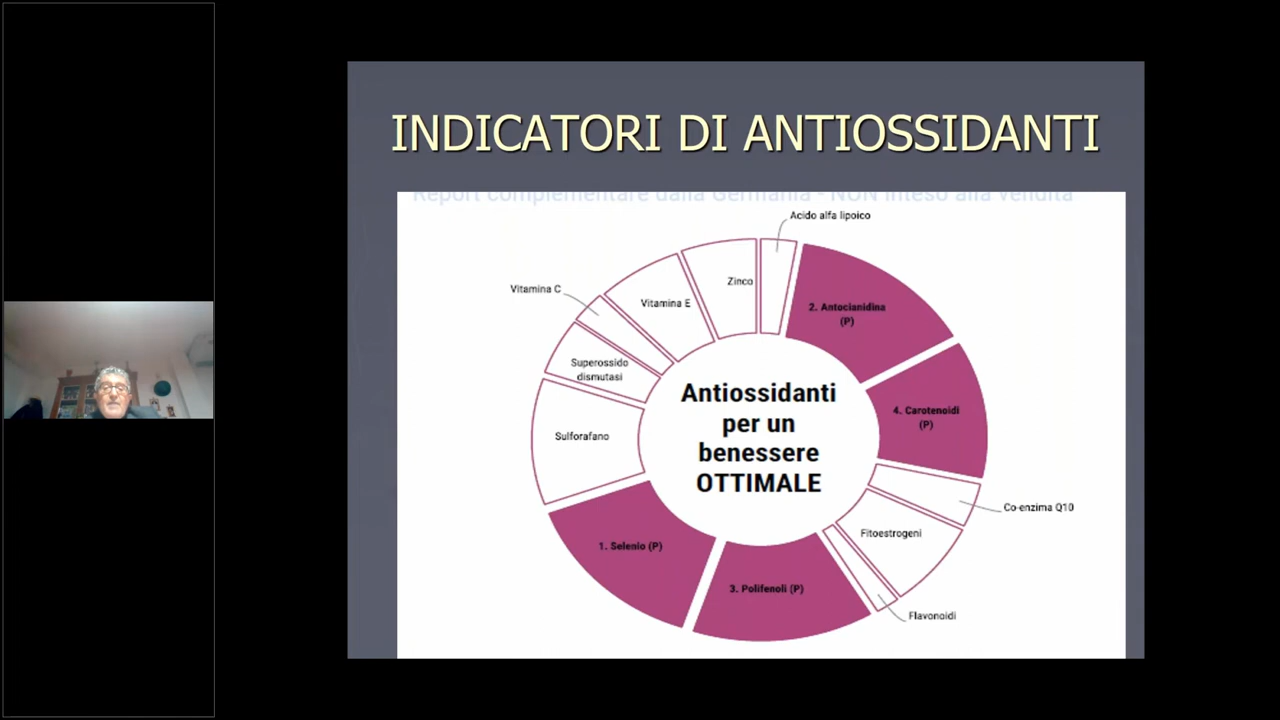 INDICATORI DI ANTIOSSIDANTI
Report complementare dalla Germania - NON inteso alla vendita
Acido alfa lipoico
2. Antocianidina
(P)
4. Carotenoidi
(P)
Co-enzima Q10
Fitoestrogeni
Flavonoidi
3. Polifenoli (P)
1. Selenio (P)
Sulforafano
Superossido
dismutasi
Vitamina C
Vitamina E
Zinco
Antiossidanti
per un
benessere
OTTIMALE